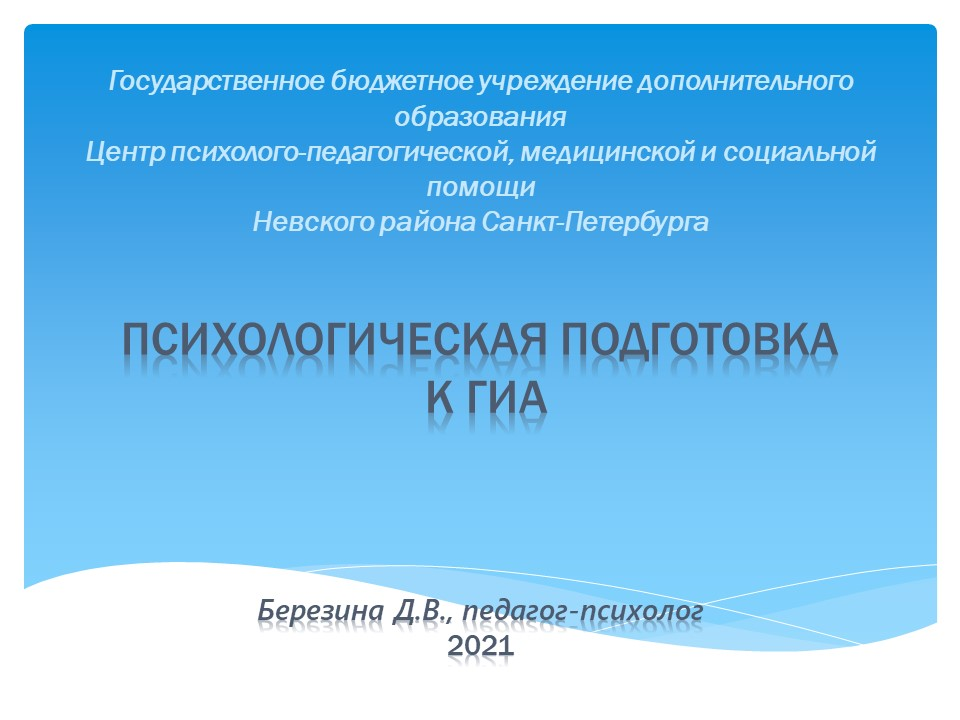 Государственное бюджетное учреждение дополнительного
образования
Центр психолого-педагогической, медицинской и социальной
помощи
Невского района Санкт-Петербурга
ПСИХОЛОГИЧЕСКАЯ ПОДГОТОВКА
К ГИА
Березина Д.В., педагог-психолог
2021